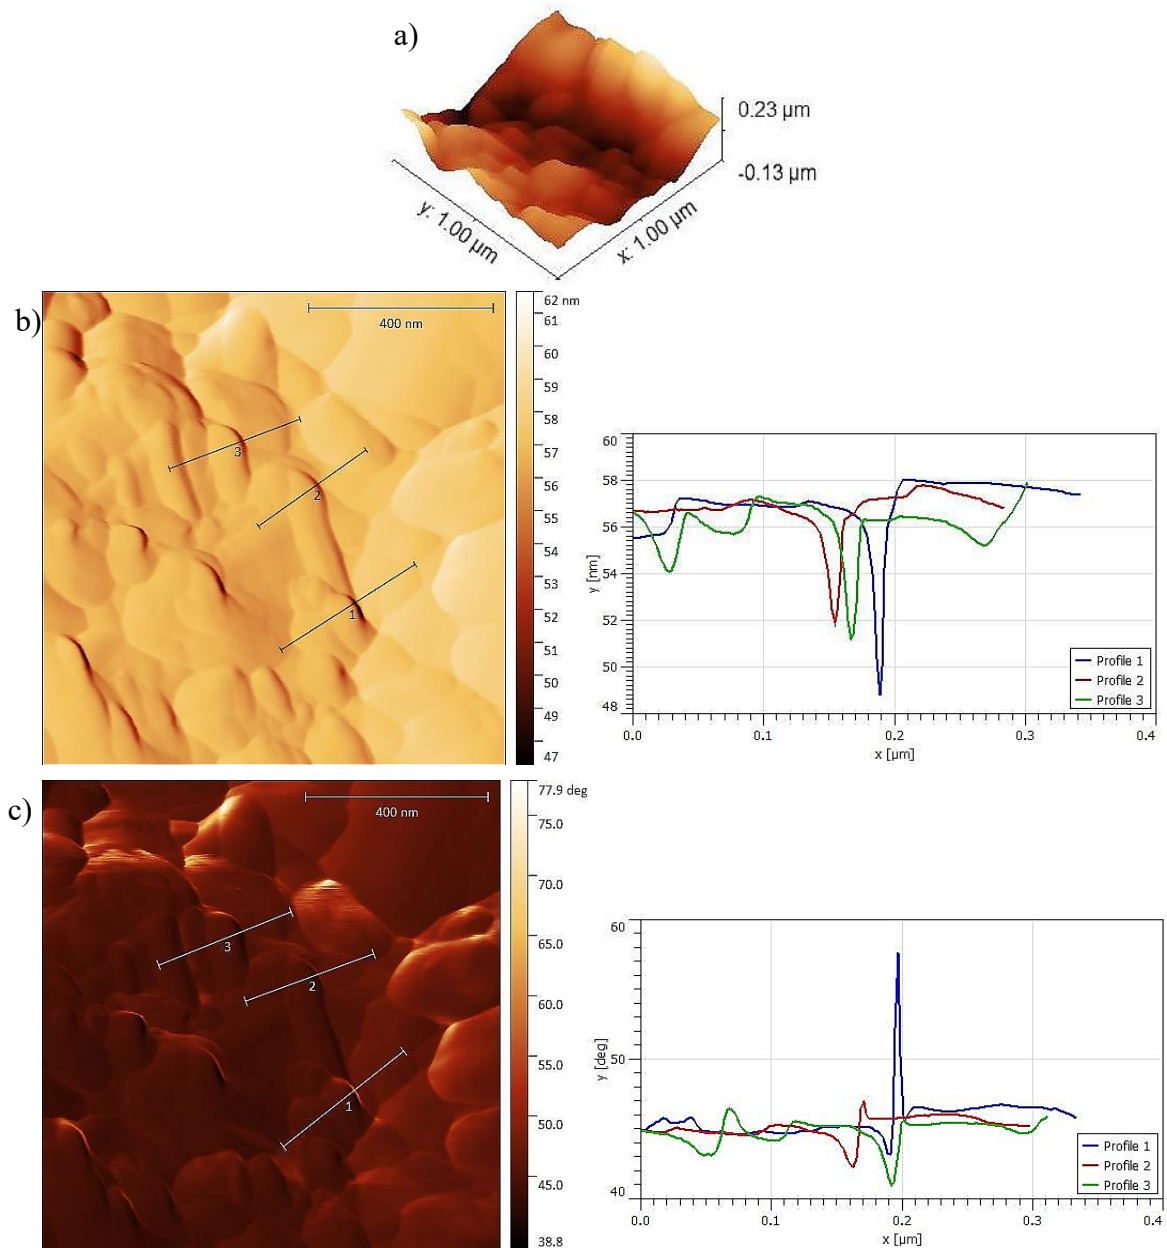 a)
0.23 µm
-0.13 µm
y: 1.00 µm
x: 1.00 µm
b)
400 nm
3
2
1
62 nm
61
60
59
58
57
56
55
54
53
52
51
50
49
47
60
58
56
54
52
50
48
y [nm]
0.0
0.1
0.2
0.3
0.4
x [µm]
Profile 1
Profile 2
Profile 3
c)
400 nm
3
2
1
77.9 deg
75.0
70.0
65.0
60.0
55.0
50.0
45.0
38.8
60
50
40
y [deg]
0.0
0.1
0.2
0.3
0.4
x [µm]
Profile 1
Profile 2
Profile 3